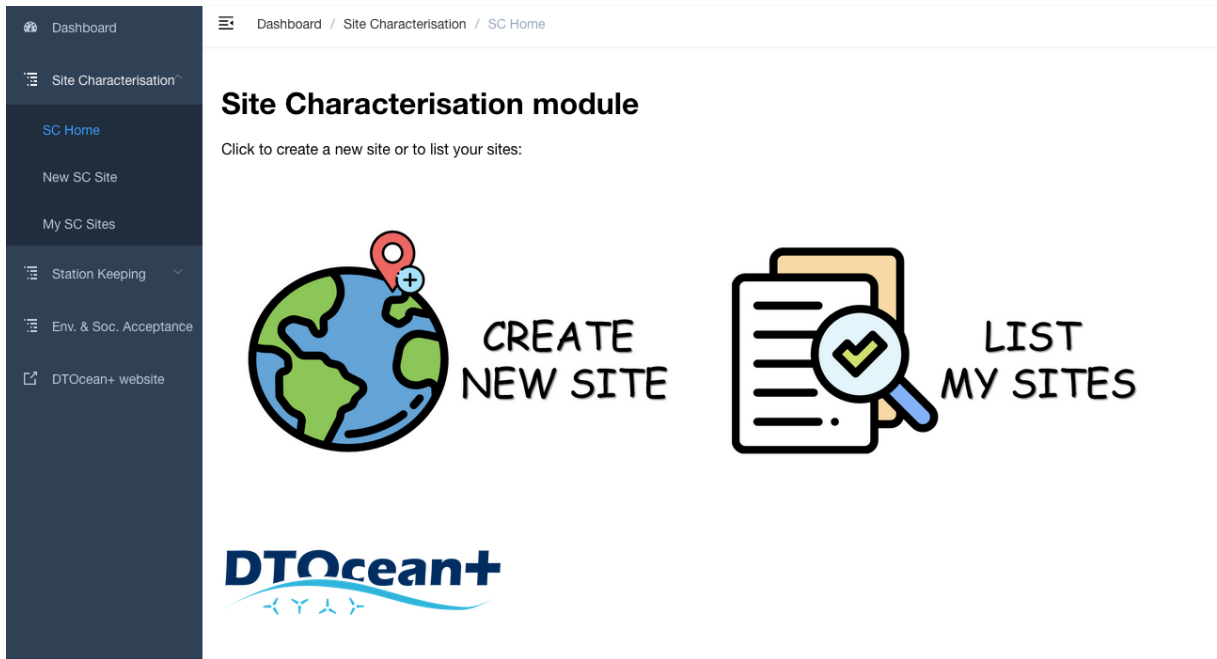 Dashboard
Site Characterisation
SC Home
New SC Site
My SC Sites
Station Keeping
Env. & Soc. Acceptance
DTOcean+ website
Dashboard / Site Characterisation / SC Home
Site Characterisation module
Click to create a new site or to list your sites:
CREATE
NEW SITE
LIST
MY SITES
DTOcean+